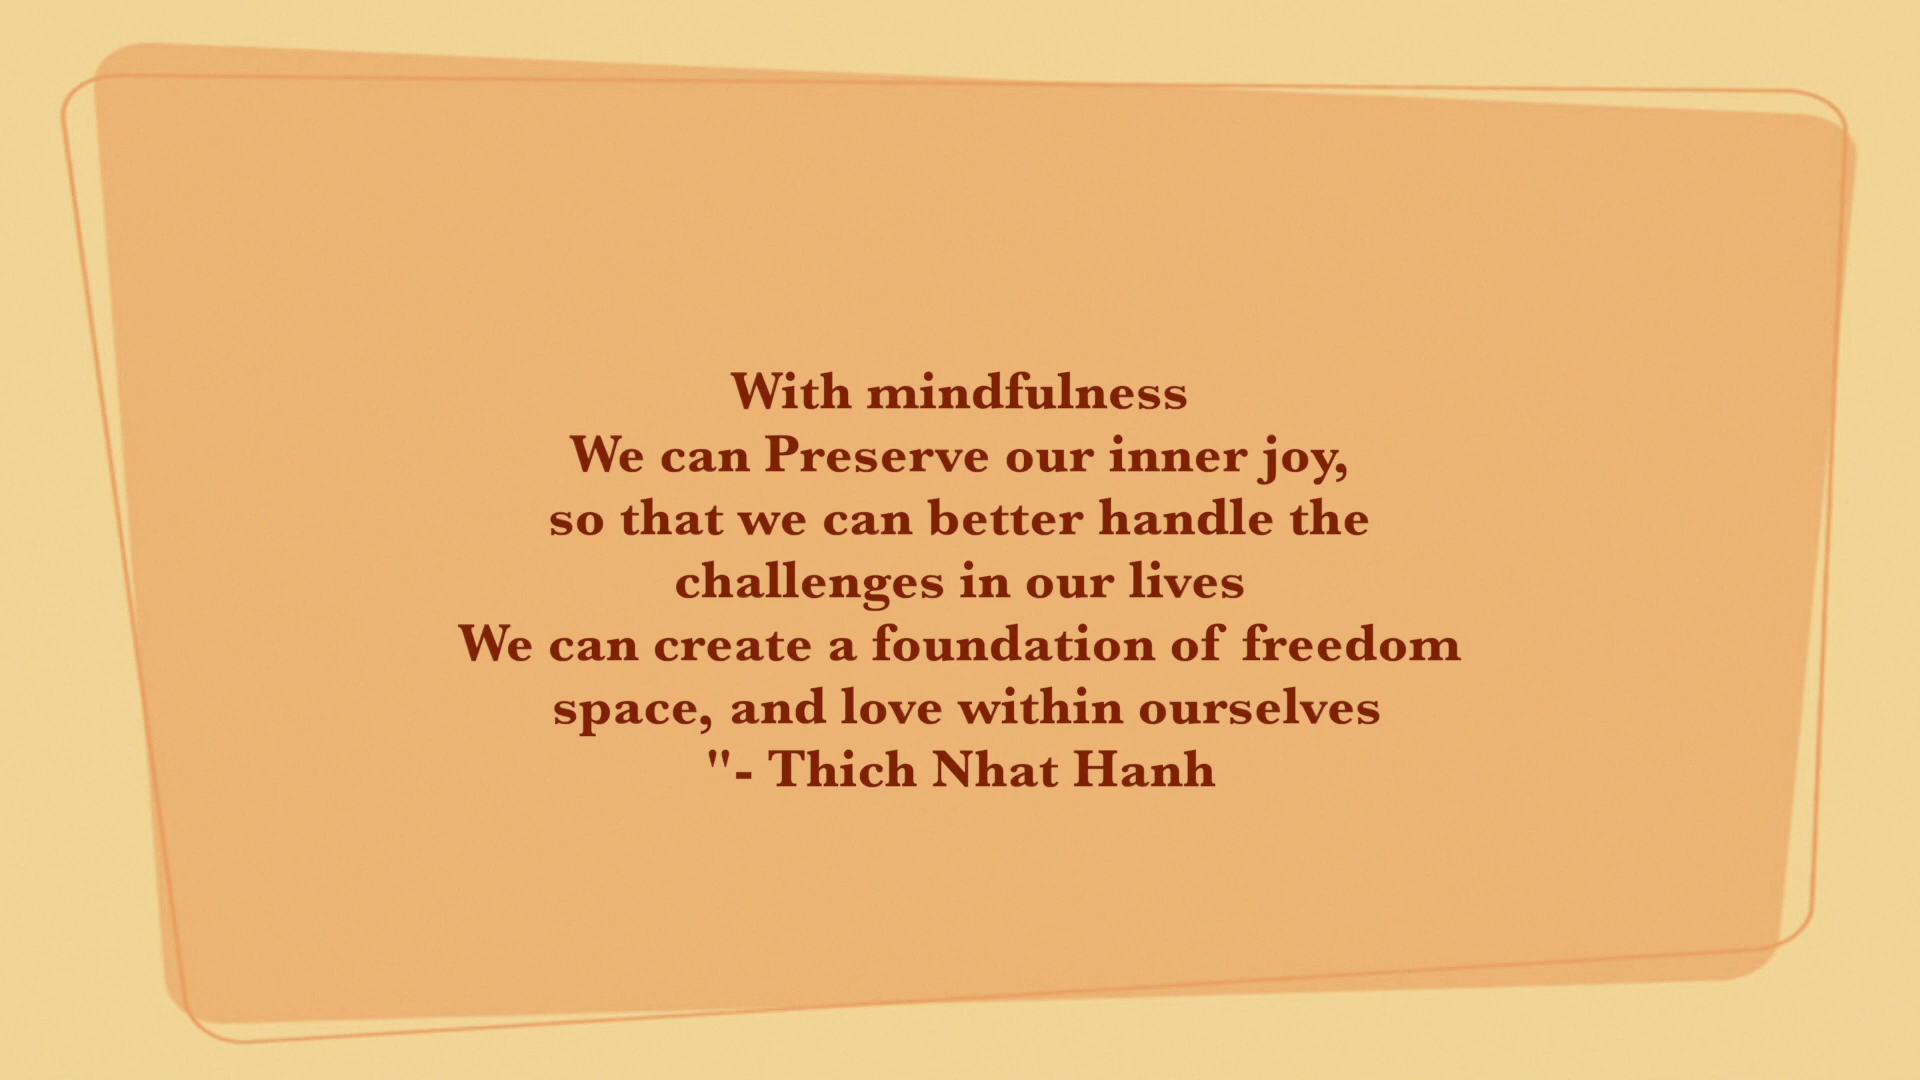 With mindfulness
We can Preserve our inner joy,
so that we can better handle the
challenges in our lives
We can create a foundation of freedom
space, and love within ourselves
"- Thich Nhat Hanh